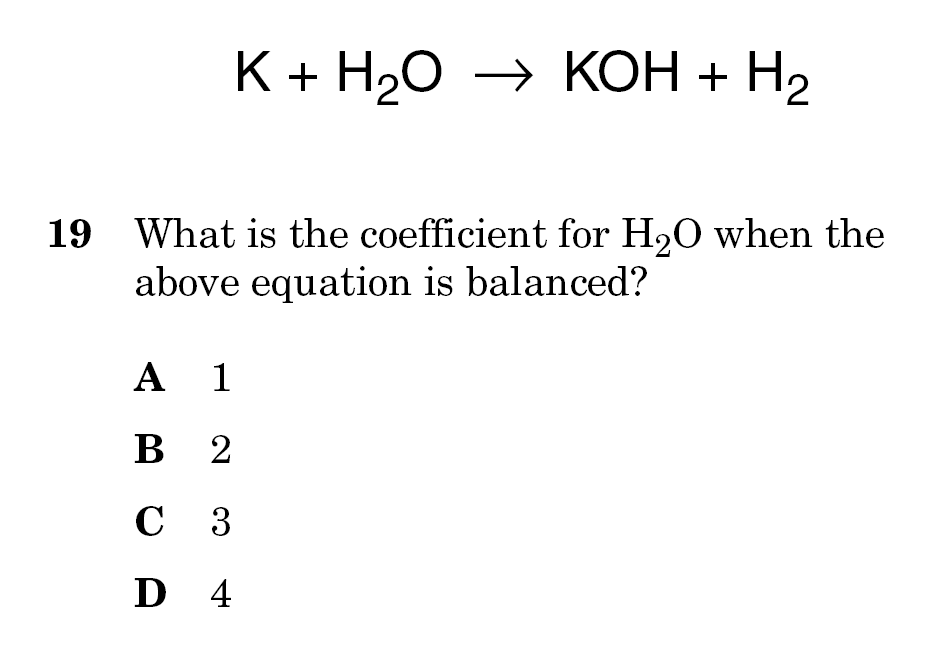 K + H₂O → KOH + H₂
19 What is the coefficient for H₂O when the
above equation is balanced?
A 1
B 2
C 3
D 4